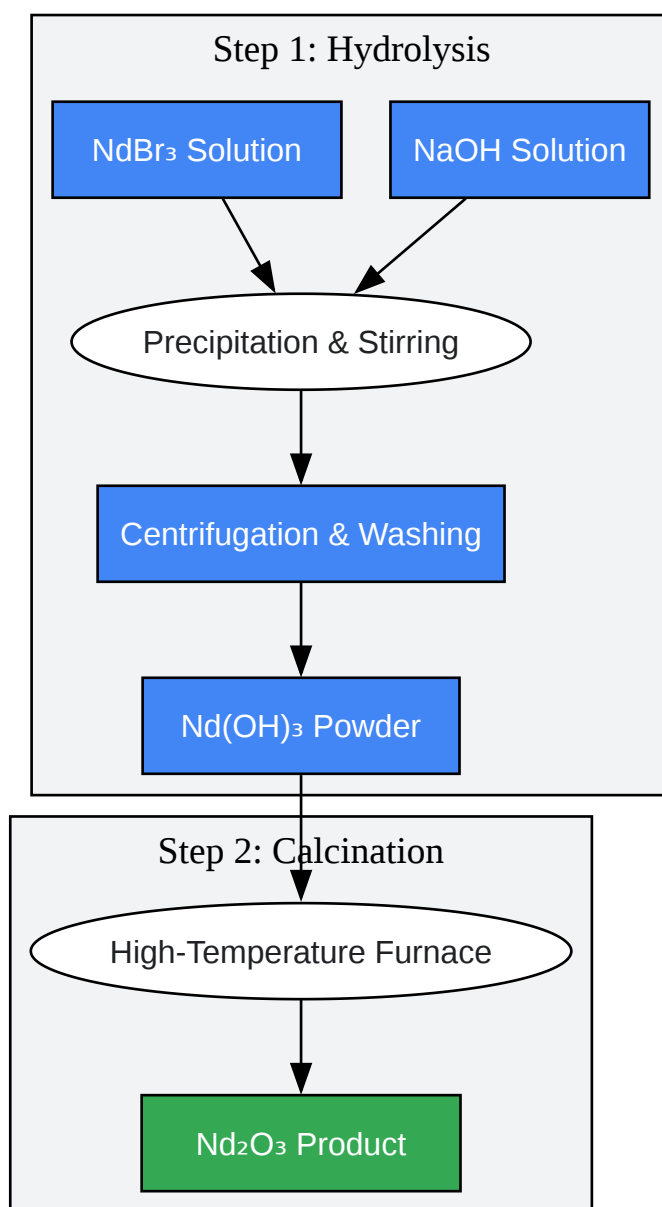 Step 1: Hydrolysis
NdBr₃ Solution
NaOH Solution
Precipitation & Stirring
Centrifugation & Washing
Nd(OH)₃ Powder
Step 2: Calcination
High-Temperature Furnace
Nd₂O₃ Product